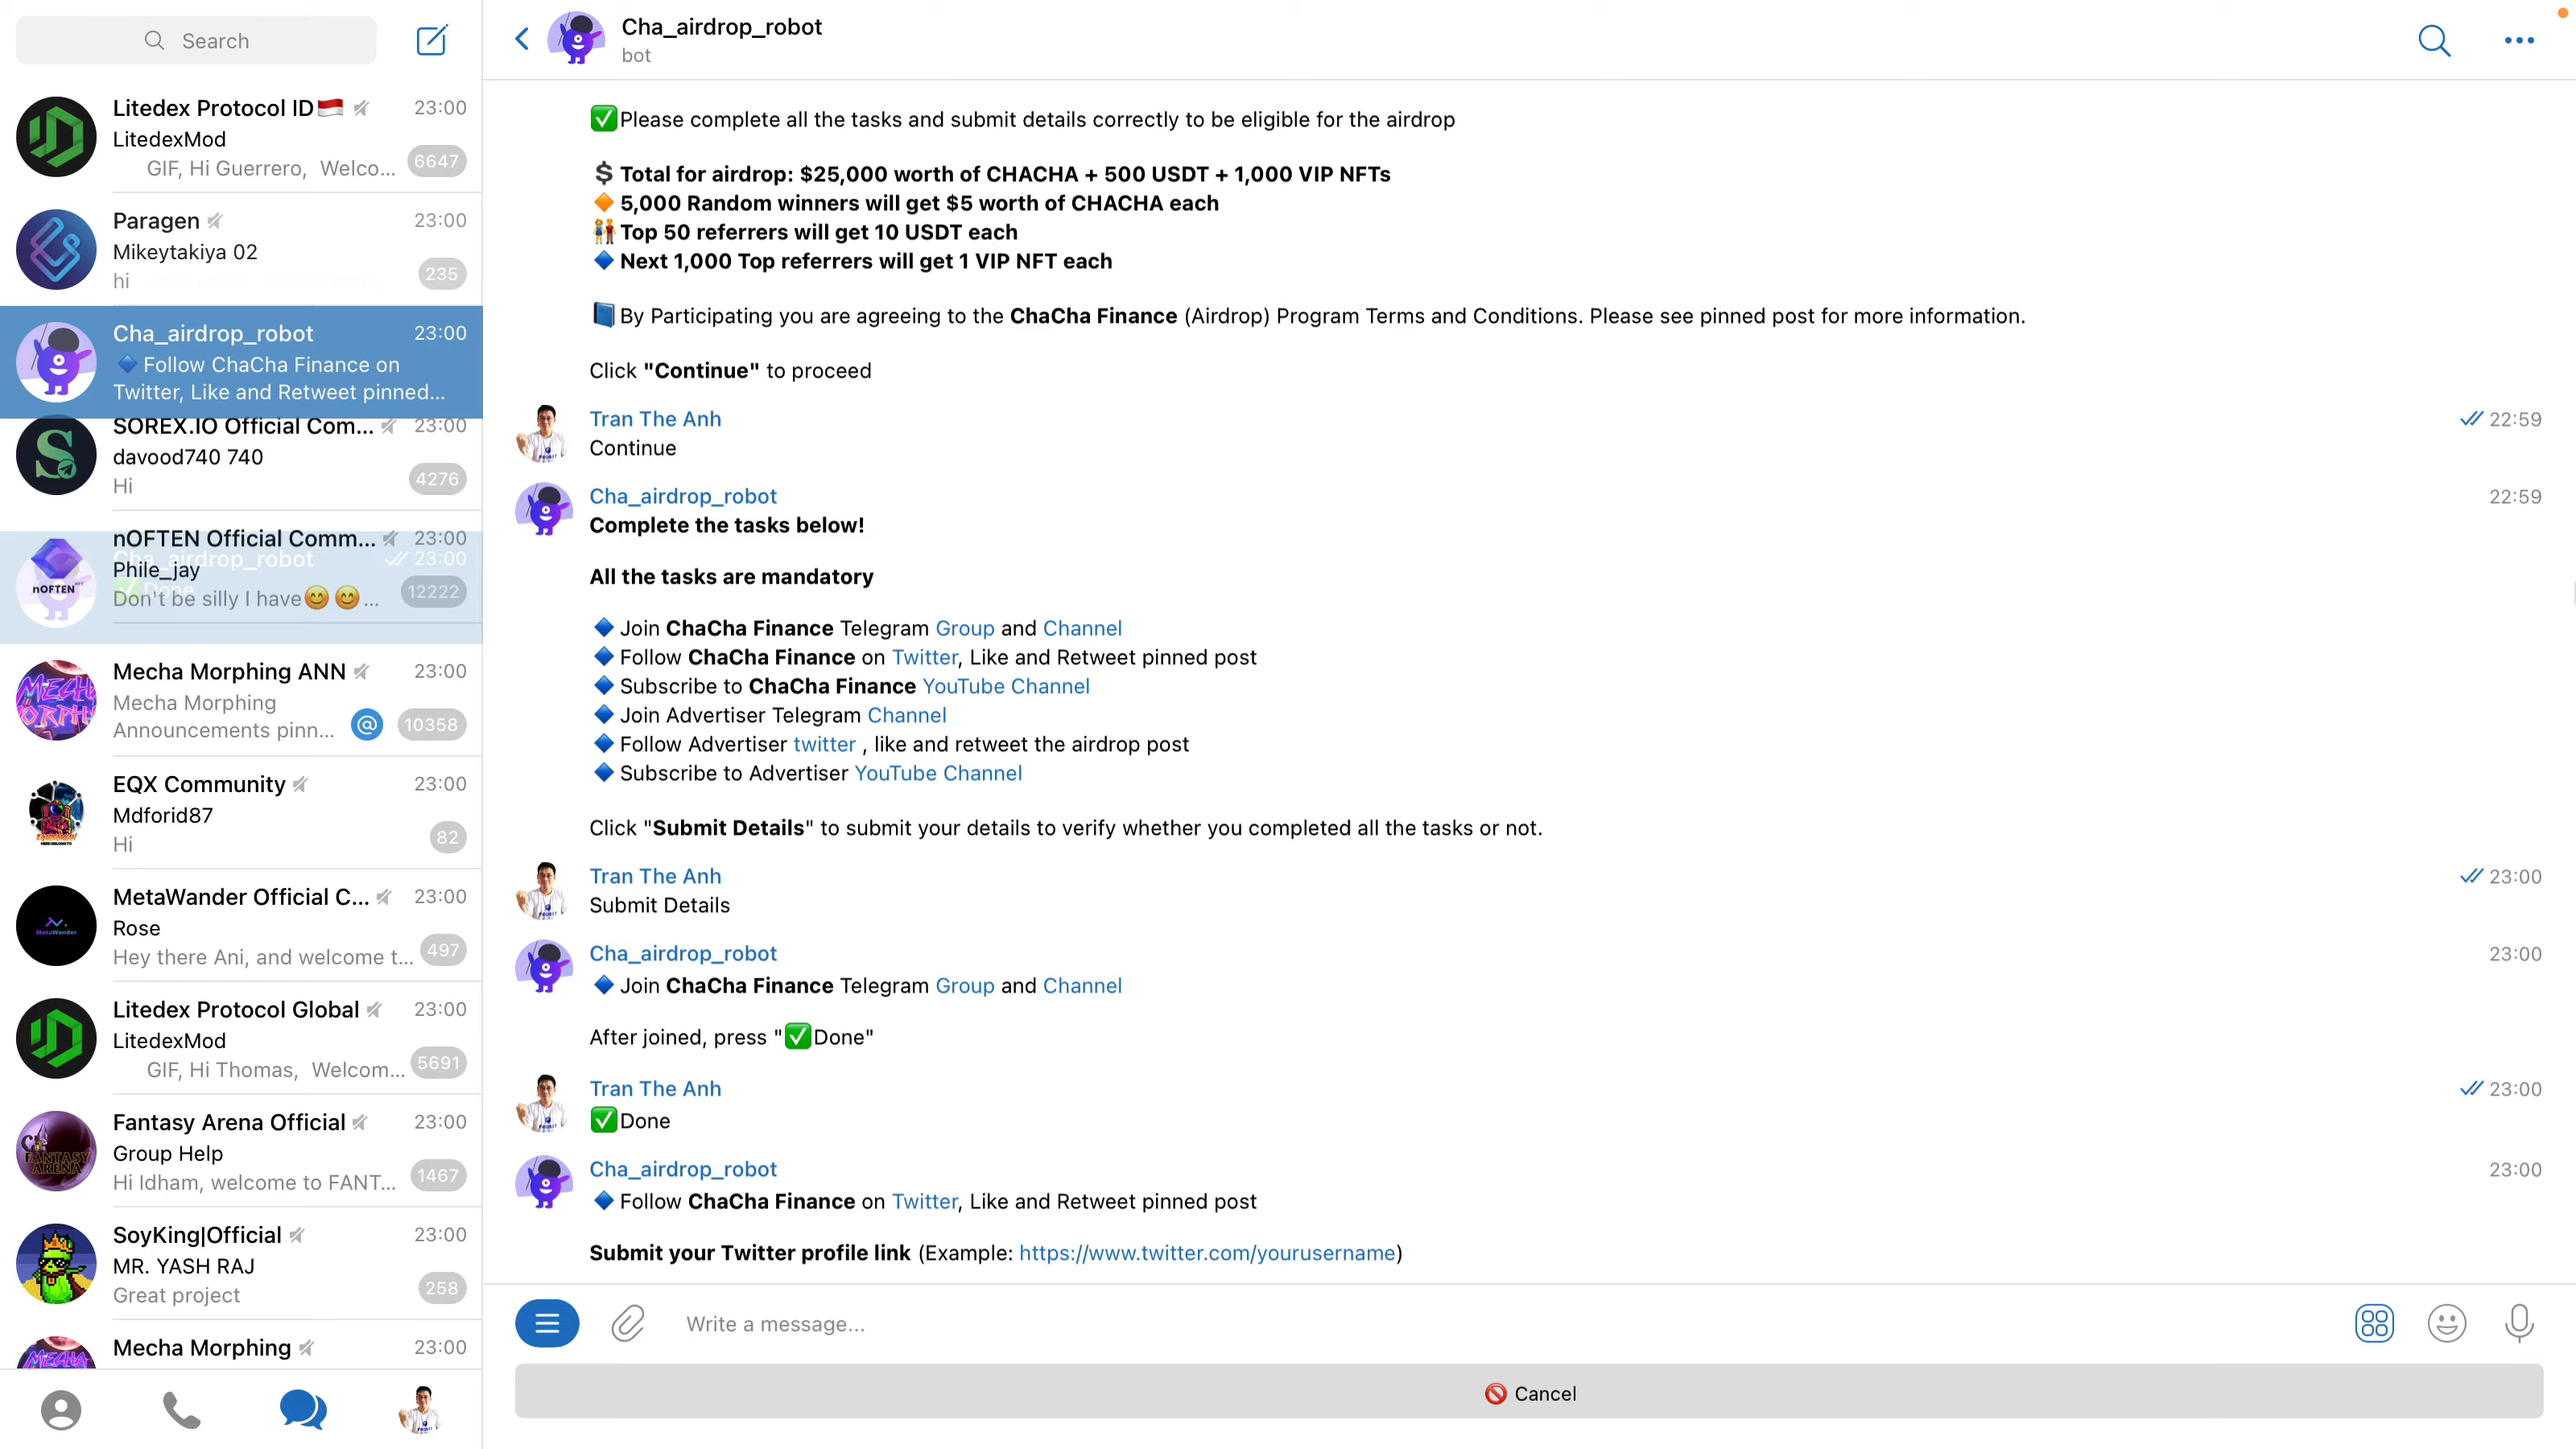 Search
Litedex Protocol ID🇮🇩 23:00
LitedexMod
GIF, Hi Guerrero, Welco... 6647
Paragen 23:00
Mikeytakiya 02
hi 235
Cha_airdrop_robot 23:00
🔷 Follow ChaCha Finance on
Twitter, Like and Retweet pinned...
SOREX.IO Official Com... 23:00
davood740 740
Hi 4276
nOFTEN Official Comm... 23:00
Cha_airdrop_robot 23:00
Phile_jay
✅ Done
Don't be silly I have😊 😊 ... 12222
nOFTEN
Mecha Morphing ANN 23:00
Mecha Morphing
Announcements pinn... @ 10358
EQX Community 23:00
Mdforid87
Hi 82
MetaWander Official C... 23:00
Rose
Hey there Ani, and welcome t... 497
MetaWander
Litedex Protocol Global 23:00
LitedexMod
GIF, Hi Thomas, Welcom... 5691
Fantasy Arena Official 23:00
Group Help
Hi Idham, welcome to FANT... 1467
FANTASY
ARENA
SoyKing|Official 23:00
MR. YASH RAJ
Great project 258
Mecha Morphing 23:00
Cha_airdrop_robot
bot
✅Please complete all the tasks and submit details correctly to be eligible for the airdrop
💲Total for airdrop: $25,000 worth of CHACHA + 500 USDT + 1,000 VIP NFTs
🔶 5,000 Random winners will get $5 worth of CHACHA each
👫 Top 50 referrers will get 10 USDT each
🔷 Next 1,000 Top referrers will get 1 VIP NFT each
📘By Participating you are agreeing to the ChaCha Finance (Airdrop) Program Terms and Conditions. Please see pinned post for more information.
Click "Continue" to proceed
Tran The Anh 22:59
Continue
Cha_airdrop_robot 22:59
Complete the tasks below!
All the tasks are mandatory
🔷 Join ChaCha Finance Telegram Group and Channel
🔷 Follow ChaCha Finance on Twitter, Like and Retweet pinned post
🔷 Subscribe to ChaCha Finance YouTube Channel
🔷 Join Advertiser Telegram Channel
🔷 Follow Advertiser twitter , like and retweet the airdrop post
🔷 Subscribe to Advertiser YouTube Channel
Click "Submit Details" to submit your details to verify whether you completed all the tasks or not.
Tran The Anh 23:00
Submit Details
Cha_airdrop_robot 23:00
🔷 Join ChaCha Finance Telegram Group and Channel
After joined, press "✅Done"
Tran The Anh 23:00
✅Done
Cha_airdrop_robot 23:00
🔷 Follow ChaCha Finance on Twitter, Like and Retweet pinned post
Submit your Twitter profile link (Example: https://www.twitter.com/yourusername)
Write a message...
🚫 Cancel